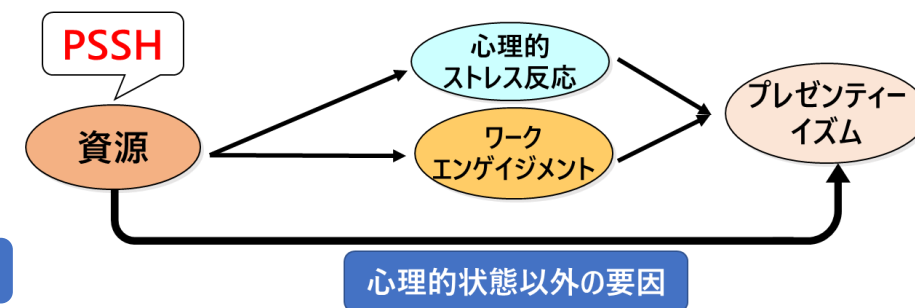 PSSH
資源
心理的
ストレス反応
ワーク
エンゲイジメント
プレゼンティー
イズム
心理的状態以外の要因